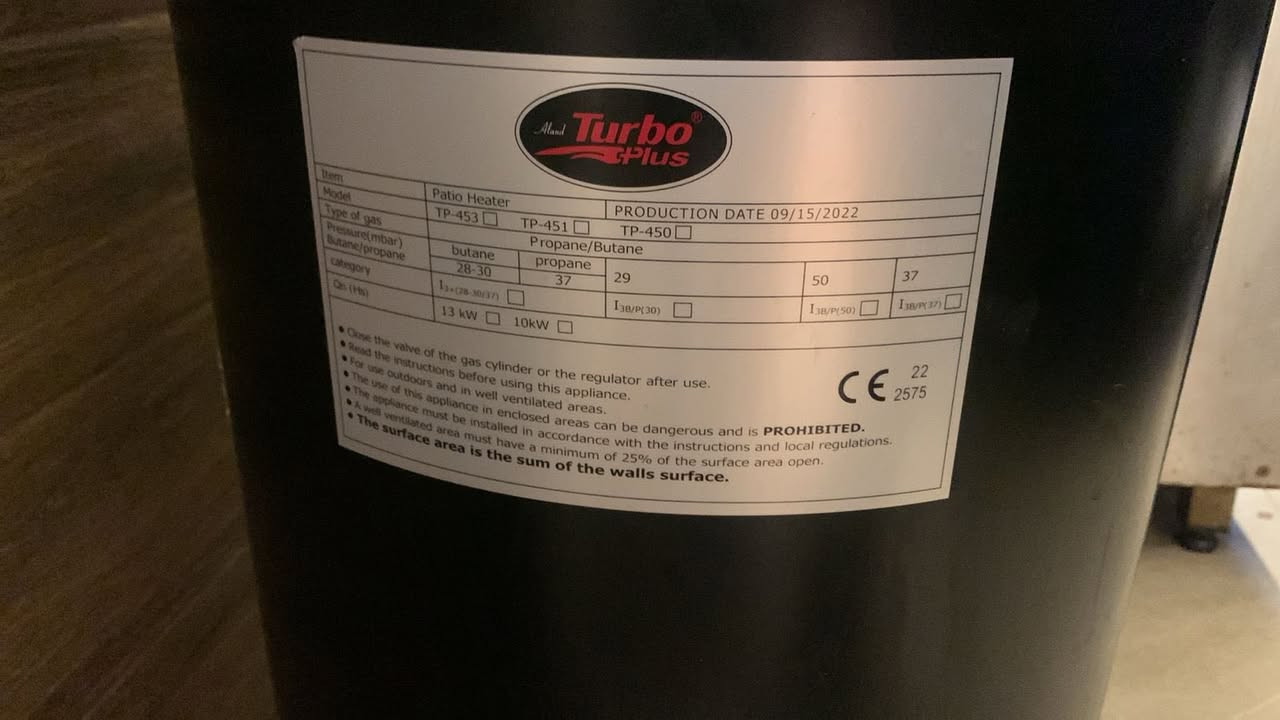 Aland Turbo®
Plus
Item Patio Heater PRODUCTION DATE 09/15/2022
Model TP-453 □ TP-451 □ TP-450 □
Type of gas Propane/Butane
Pressure(mbar) butane propane 29 50 37
Butane/propane 28-30 37
category I3+(28-30/37) □ I3B/P(30) □ I3B/P(50) □ I3B/P(37) □
Qn (Hs) 13 kW □ 10kW □
• Close the valve of the gas cylinder or the regulator after use.
• Read the instructions before using this appliance.
• For use outdoors and in well ventilated areas.
• The use of this appliance in enclosed areas can be dangerous and is PROHIBITED.
• The appliance must be installed in accordance with the instructions and local regulations.
• A well ventilated area must have a minimum of 25% of the surface area open.
• The surface area is the sum of the walls surface.
CE 22
2575